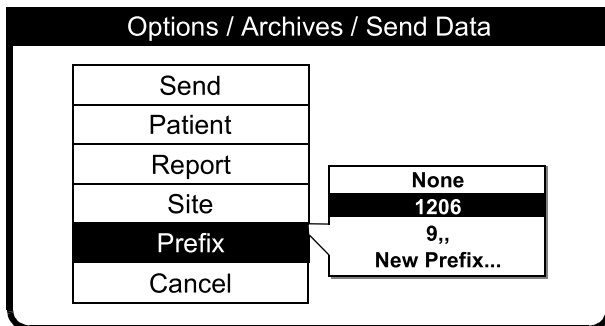 Options / Archives / Send Data
Send
Patient
Report
Site
Prefix
Cancel
None
1206
9,,
New Prefix...